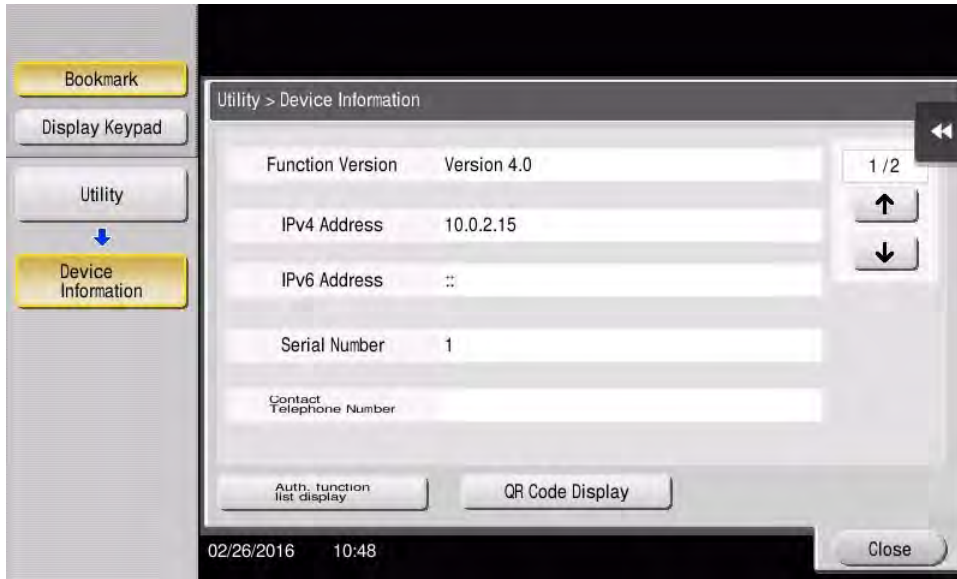 Bookmark
Display Keypad
Utility
Device
Information
Utility > Device Information
Function Version Version 4.0
1/2
IPv4 Address 10.0.2.15
IPv6 Address ::
Serial Number 1
Contact
Telephone Number
Auth. function
list display
QR Code Display
02/26/2016 10:48
Close